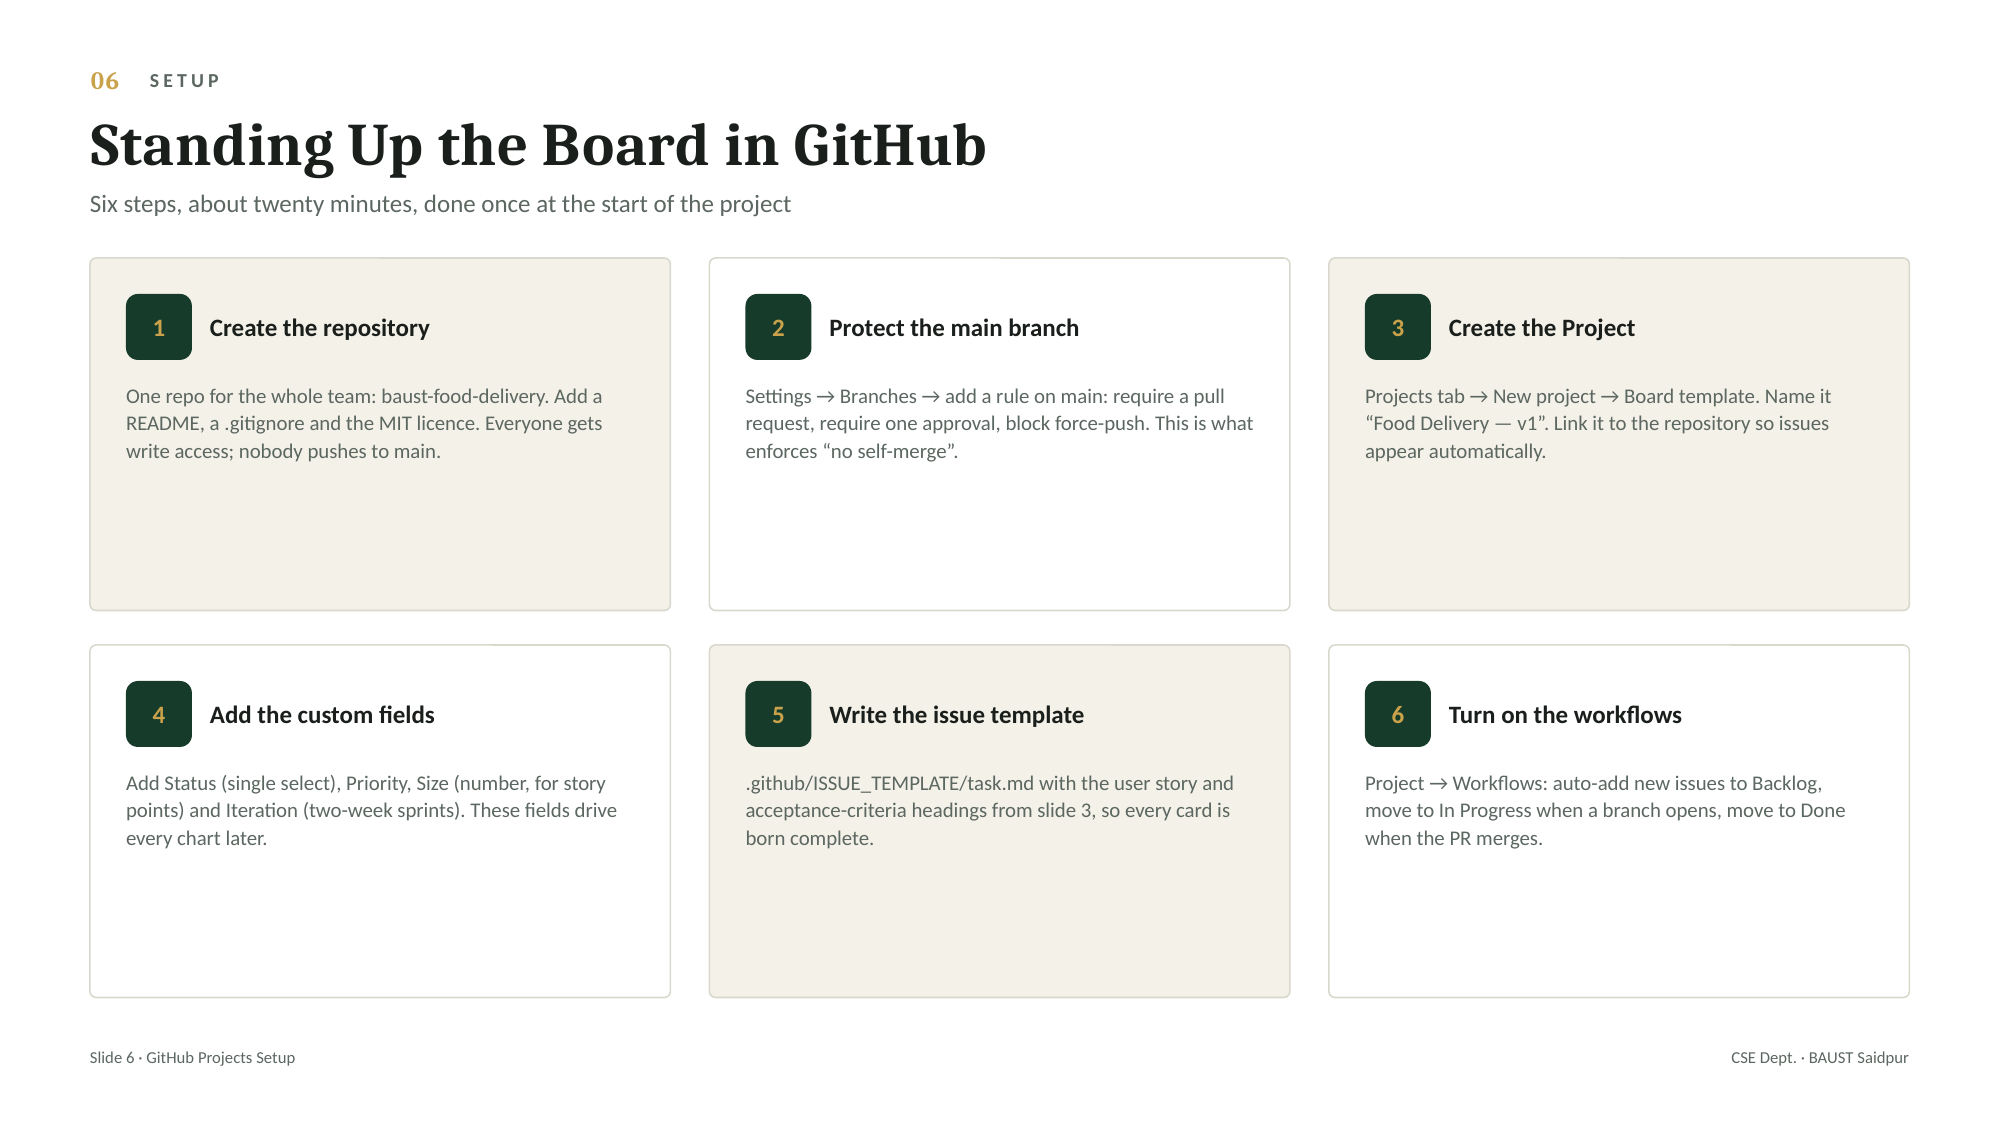 06 SETUP
Standing Up the Board in GitHub
Six steps, about twenty minutes, done once at the start of the project
1 Create the repository
One repo for the whole team: baust-food-delivery. Add a
README, a .gitignore and the MIT licence. Everyone gets
write access; nobody pushes to main.
2 Protect the main branch
Settings → Branches → add a rule on main: require a pull
request, require one approval, block force-push. This is what
enforces “no self-merge”.
3 Create the Project
Projects tab → New project → Board template. Name it
“Food Delivery — v1”. Link it to the repository so issues
appear automatically.
4 Add the custom fields
Add Status (single select), Priority, Size (number, for story
points) and Iteration (two-week sprints). These fields drive
every chart later.
5 Write the issue template
.github/ISSUE_TEMPLATE/task.md with the user story and
acceptance-criteria headings from slide 3, so every card is
born complete.
6 Turn on the workflows
Project → Workflows: auto-add new issues to Backlog,
move to In Progress when a branch opens, move to Done
when the PR merges.
Slide 6 · GitHub Projects Setup
CSE Dept. · BAUST Saidpur